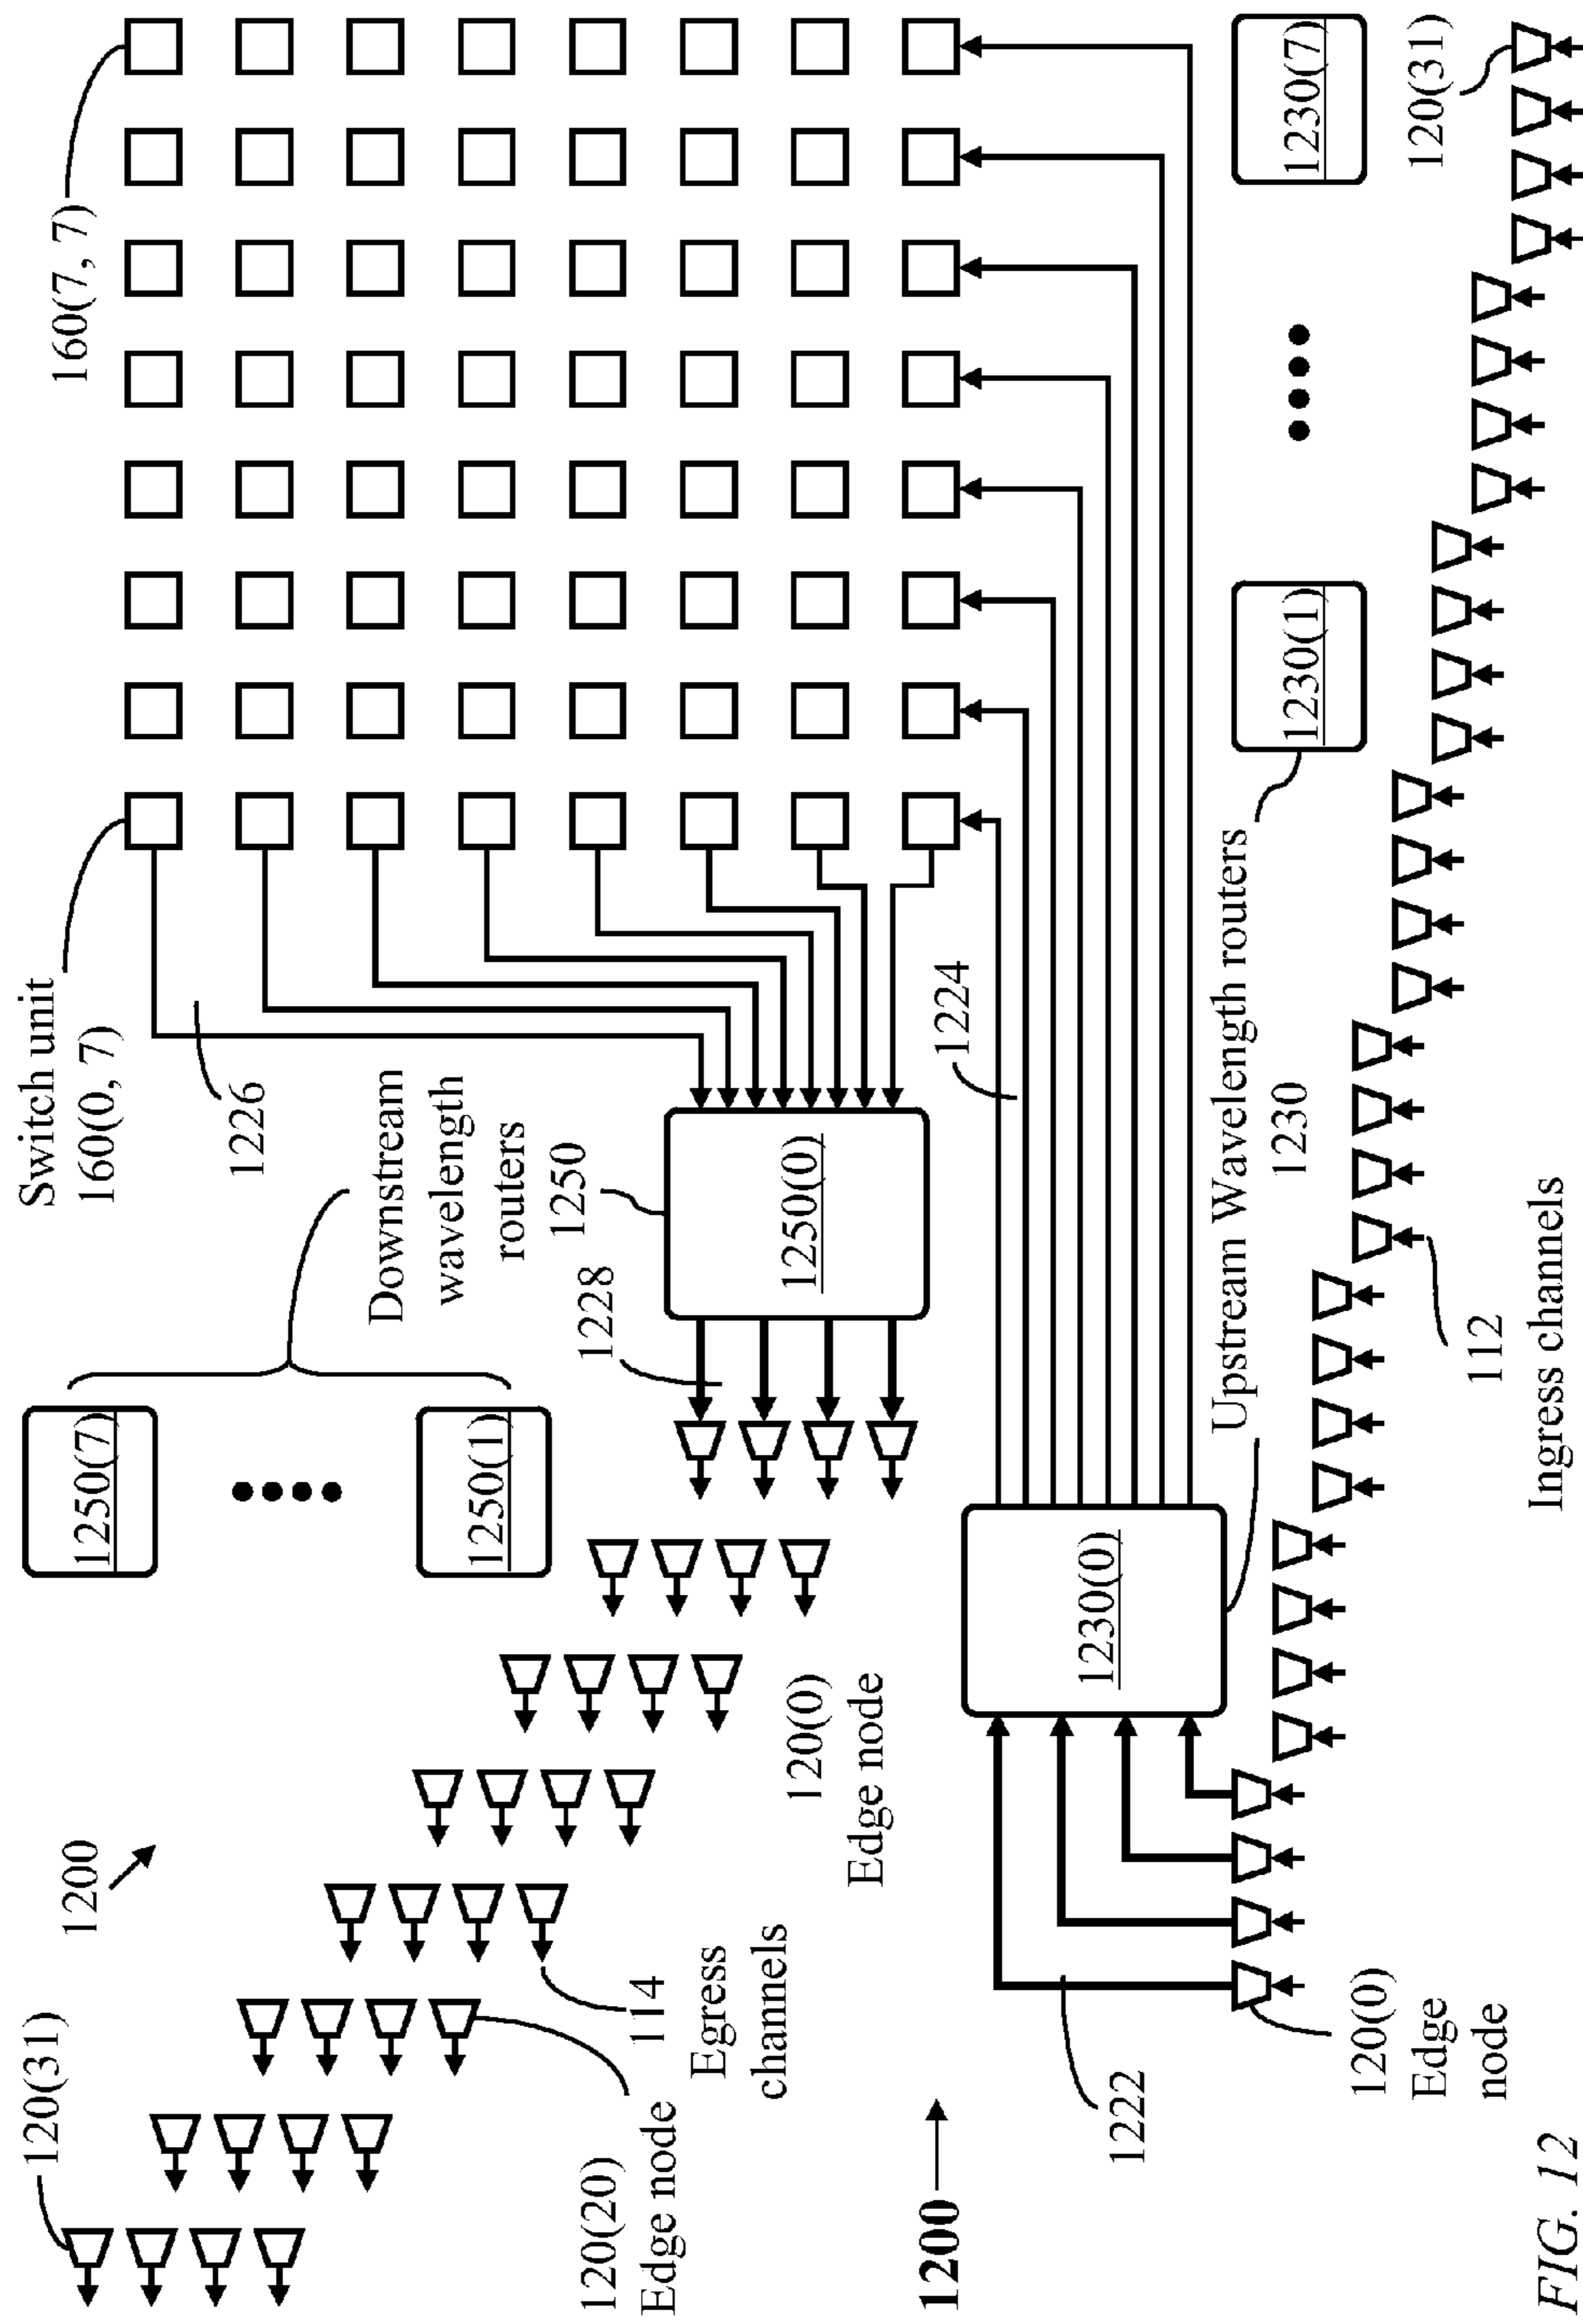 120(31)
1200
Switch unit
160(0, 7)
160(7, 7)
1250(7)
1226
Downstream
wavelength
routers
1250
1250(1)
1228
1250(0)
120(20)
Edge node
114
Egress
channels
120(0)
Edge node
1224
1200
1222
1230(0)
Upstream Wavelength routers
1230
1230(1)
1230(7)
120(0)
Edge
node
120(31)
112
Ingress channels
FIG. 12